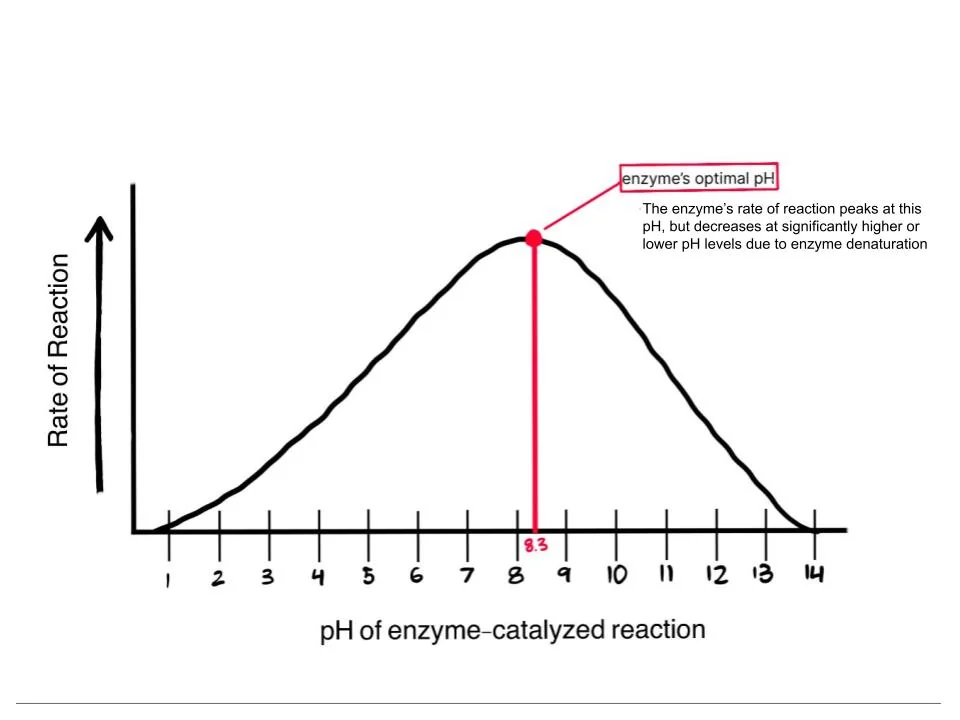 enzyme's optimal pH
The enzyme's rate of reaction peaks at this
pH, but decreases at significantly higher or
lower pH levels due to enzyme denaturation
Rate of Reaction
8.3
1 2 3 4 5 6 7 8 9 10 11 12 13 14
pH of enzyme-catalyzed reaction